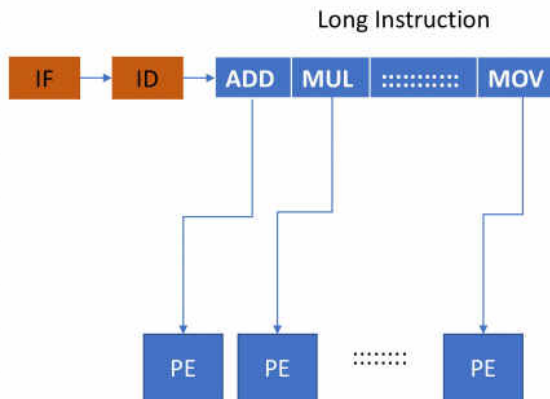 Long Instruction
IF ID ADD MUL ::::::::::: MOV
PE PE :::::::: PE